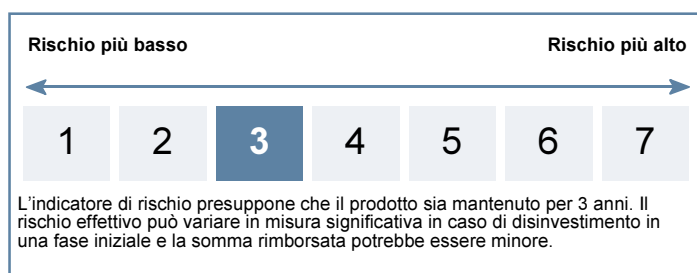 Rischio più basso Rischio più alto
1 2 3 4 5 6 7
L'indicatore di rischio presuppone che il prodotto sia mantenuto per 3 anni. Il
rischio effettivo può variare in misura significativa in caso di disinvestimento in
una fase iniziale e la somma rimborsata potrebbe essere minore.